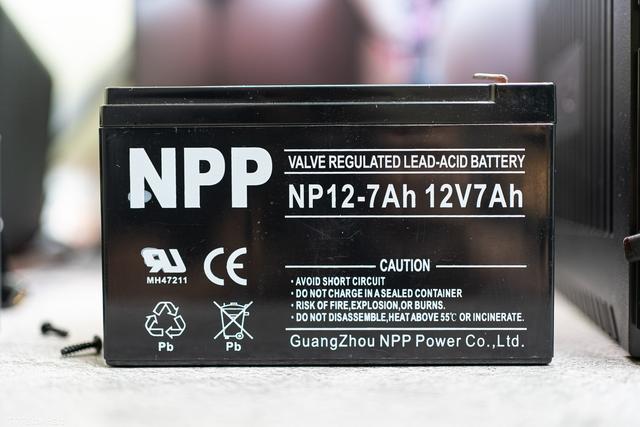 NPP
VALVE REGULATED LEAD-ACID BATTERY
NP12-7Ah 12V7Ah
MH47211
CE
Pb
Pb
CAUTION
· AVOID SHORT CIRCUIT
· DO NOT CHARGE IN A SEALED CONTAINER
· RISK OF FIRE,EXPLOSION,OR BURNS.
· DO NOT DISASSEMBLE,HEAT ABOVE 55℃ OR INCINERATE.
GuangZhou NPP Power Co.,Ltd.